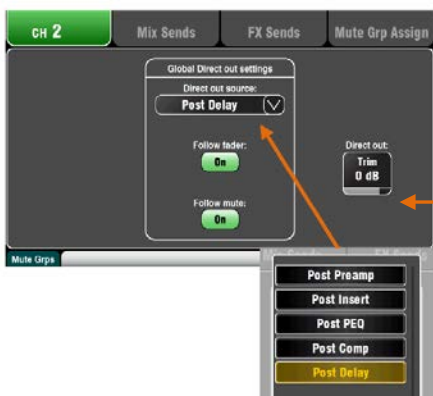 CH 2 Mix Sends FX Sends Mute Grp Assign
Global Direct out settings
Direct out source:
Post Delay
Follow fader:
On
Direct out:
Trim
0 dB
Follow mute:
On
Mute Grps
Post Preamp
Post Insert
Post PEQ
Post Comp
Post Delay